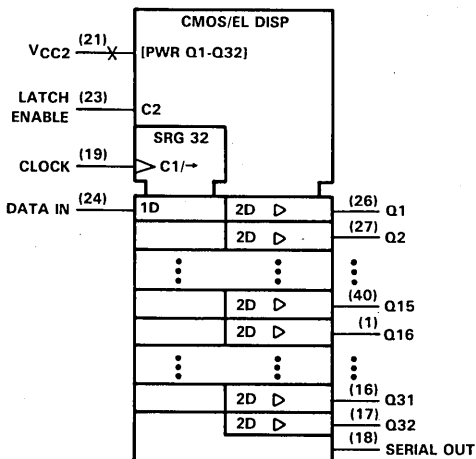 CMOS/EL DISP
VCC2 (21) [PWR Q1-Q32]
LATCH ENABLE (23) C2
SRG 32
CLOCK (19) C1/→
DATA IN (24) 1D 2D ▷ (26) Q1
2D ▷ (27) Q2
2D ▷ (40) Q15
2D ▷ (1) Q16
2D ▷ (16) Q31
2D ▷ (17) Q32
(18) SERIAL OUT